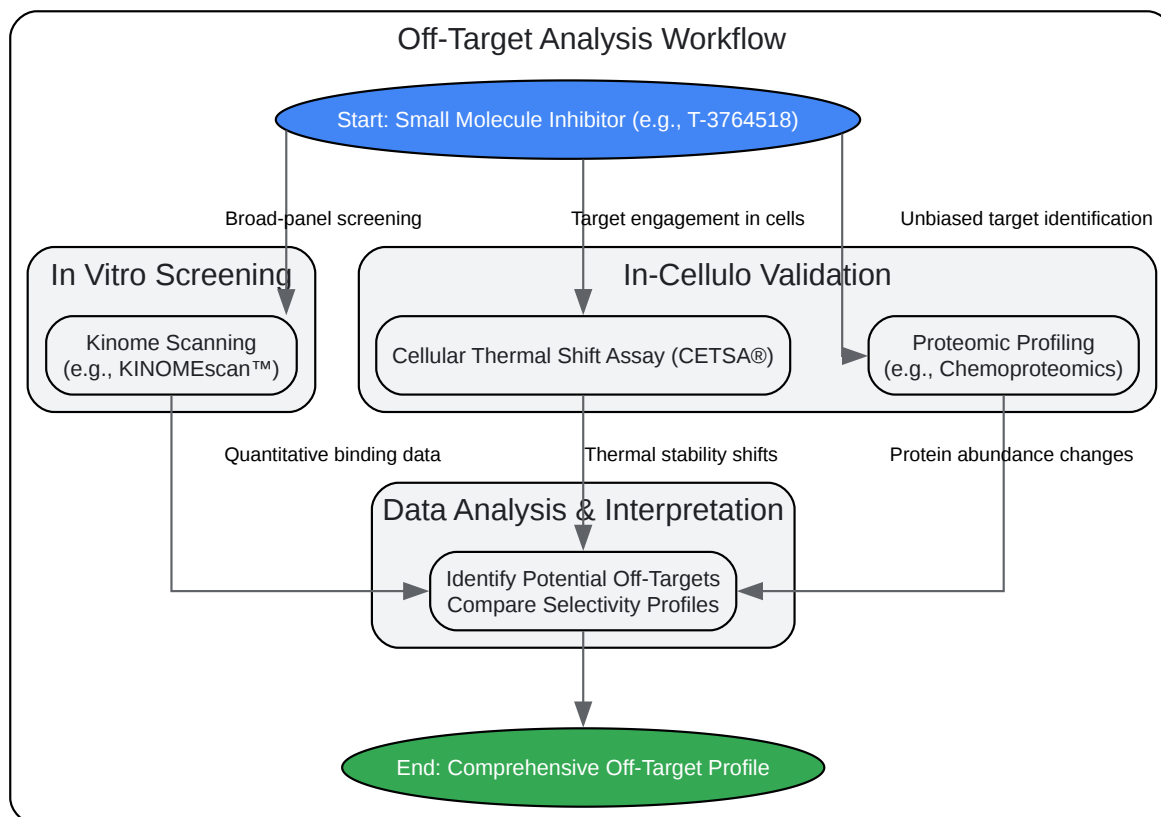 Off-Target Analysis Workflow
Start: Small Molecule Inhibitor (e.g., T-3764518)
Broad-panel screening
Target engagement in cells
Unbiased target identification
In Vitro Screening
In-Cellulo Validation
Kinome Scanning
(e.g., KINOMEscan™)
Cellular Thermal Shift Assay (CETSA®)
Proteomic Profiling
(e.g., Chemoproteomics)
Quantitative binding data
Thermal stability shifts
Protein abundance changes
Data Analysis & Interpretation
Identify Potential Off-Targets
Compare Selectivity Profiles
End: Comprehensive Off-Target Profile